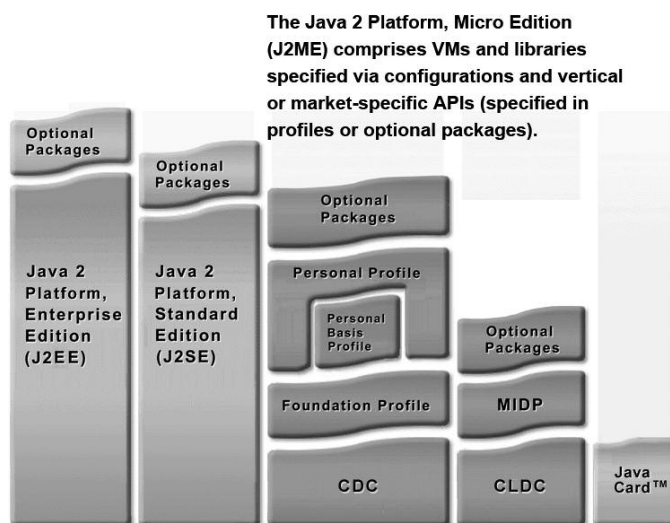 The Java 2 Platform, Micro Edition
(J2ME) comprises VMs and libraries
specified via configurations and vertical
or market-specific APIs (specified in
profiles or optional packages).
Optional
Packages
Java 2
Platform,
Enterprise
Edition
(J2EE)
Optional
Packages
Java 2
Platform,
Standard
Edition
(J2SE)
Optional
Packages
Personal Profile
Personal
Basis
Profile
Foundation Profile
CDC
Optional
Packages
MIDP
CLDC
Java
Card™